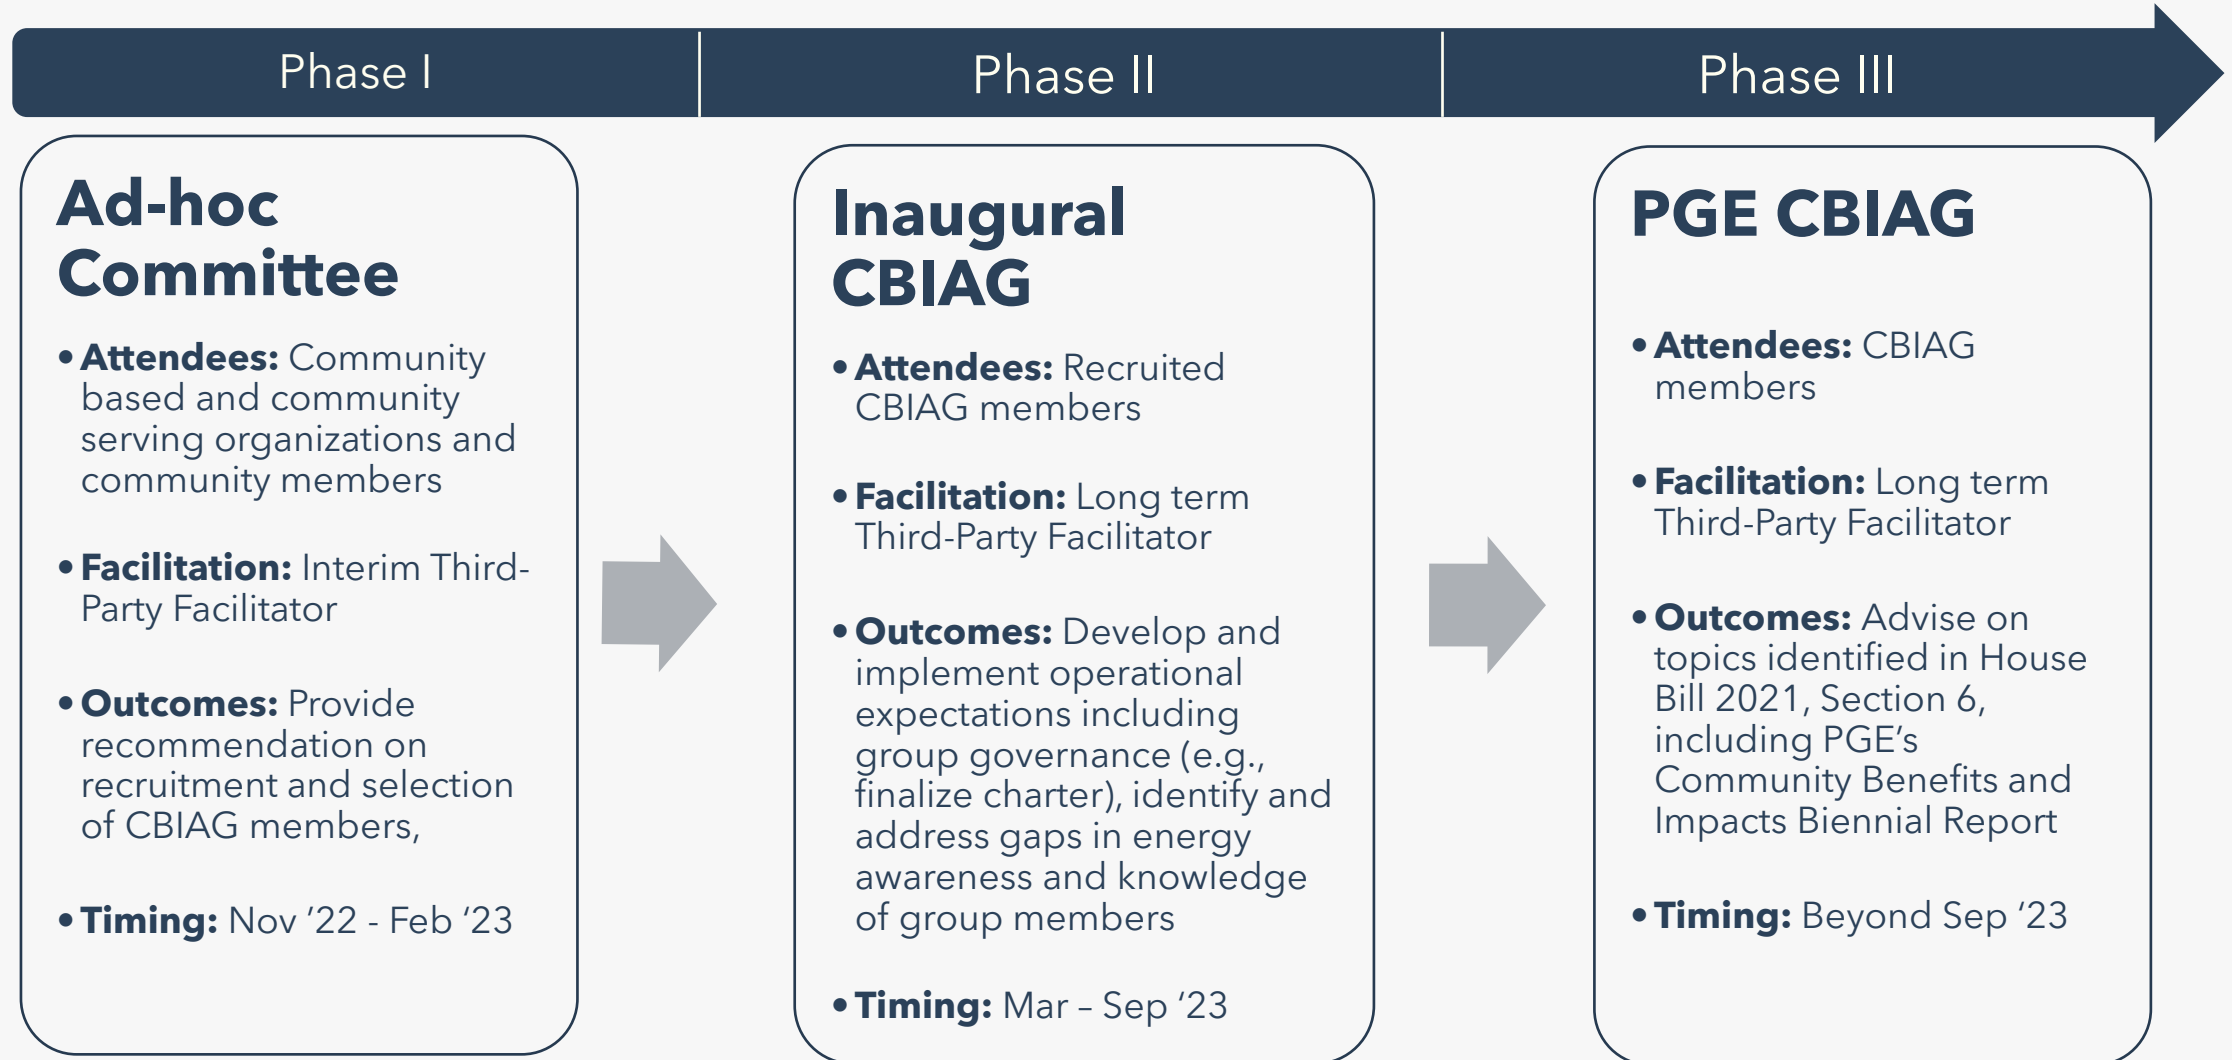 Phase I
Phase II
Phase III
Ad-hoc
Committee
• Attendees: Community
based and community
serving organizations and
community members
• Facilitation: Interim Third-
Party Facilitator
• Outcomes: Provide
recommendation on
recruitment and selection
of CBIAG members,
• Timing: Nov ’22 - Feb ‘23
Inaugural
CBIAG
• Attendees: Recruited
CBIAG members
• Facilitation: Long term
Third-Party Facilitator
• Outcomes: Develop and
implement operational
expectations including
group governance (e.g.,
finalize charter), identify and
address gaps in energy
awareness and knowledge
of group members
• Timing: Mar – Sep ‘23
PGE CBIAG
• Attendees: CBIAG
members
• Facilitation: Long term
Third-Party Facilitator
• Outcomes: Advise on
topics identified in House
Bill 2021, Section 6,
including PGE’s
Community Benefits and
Impacts Biennial Report
• Timing: Beyond Sep ‘23